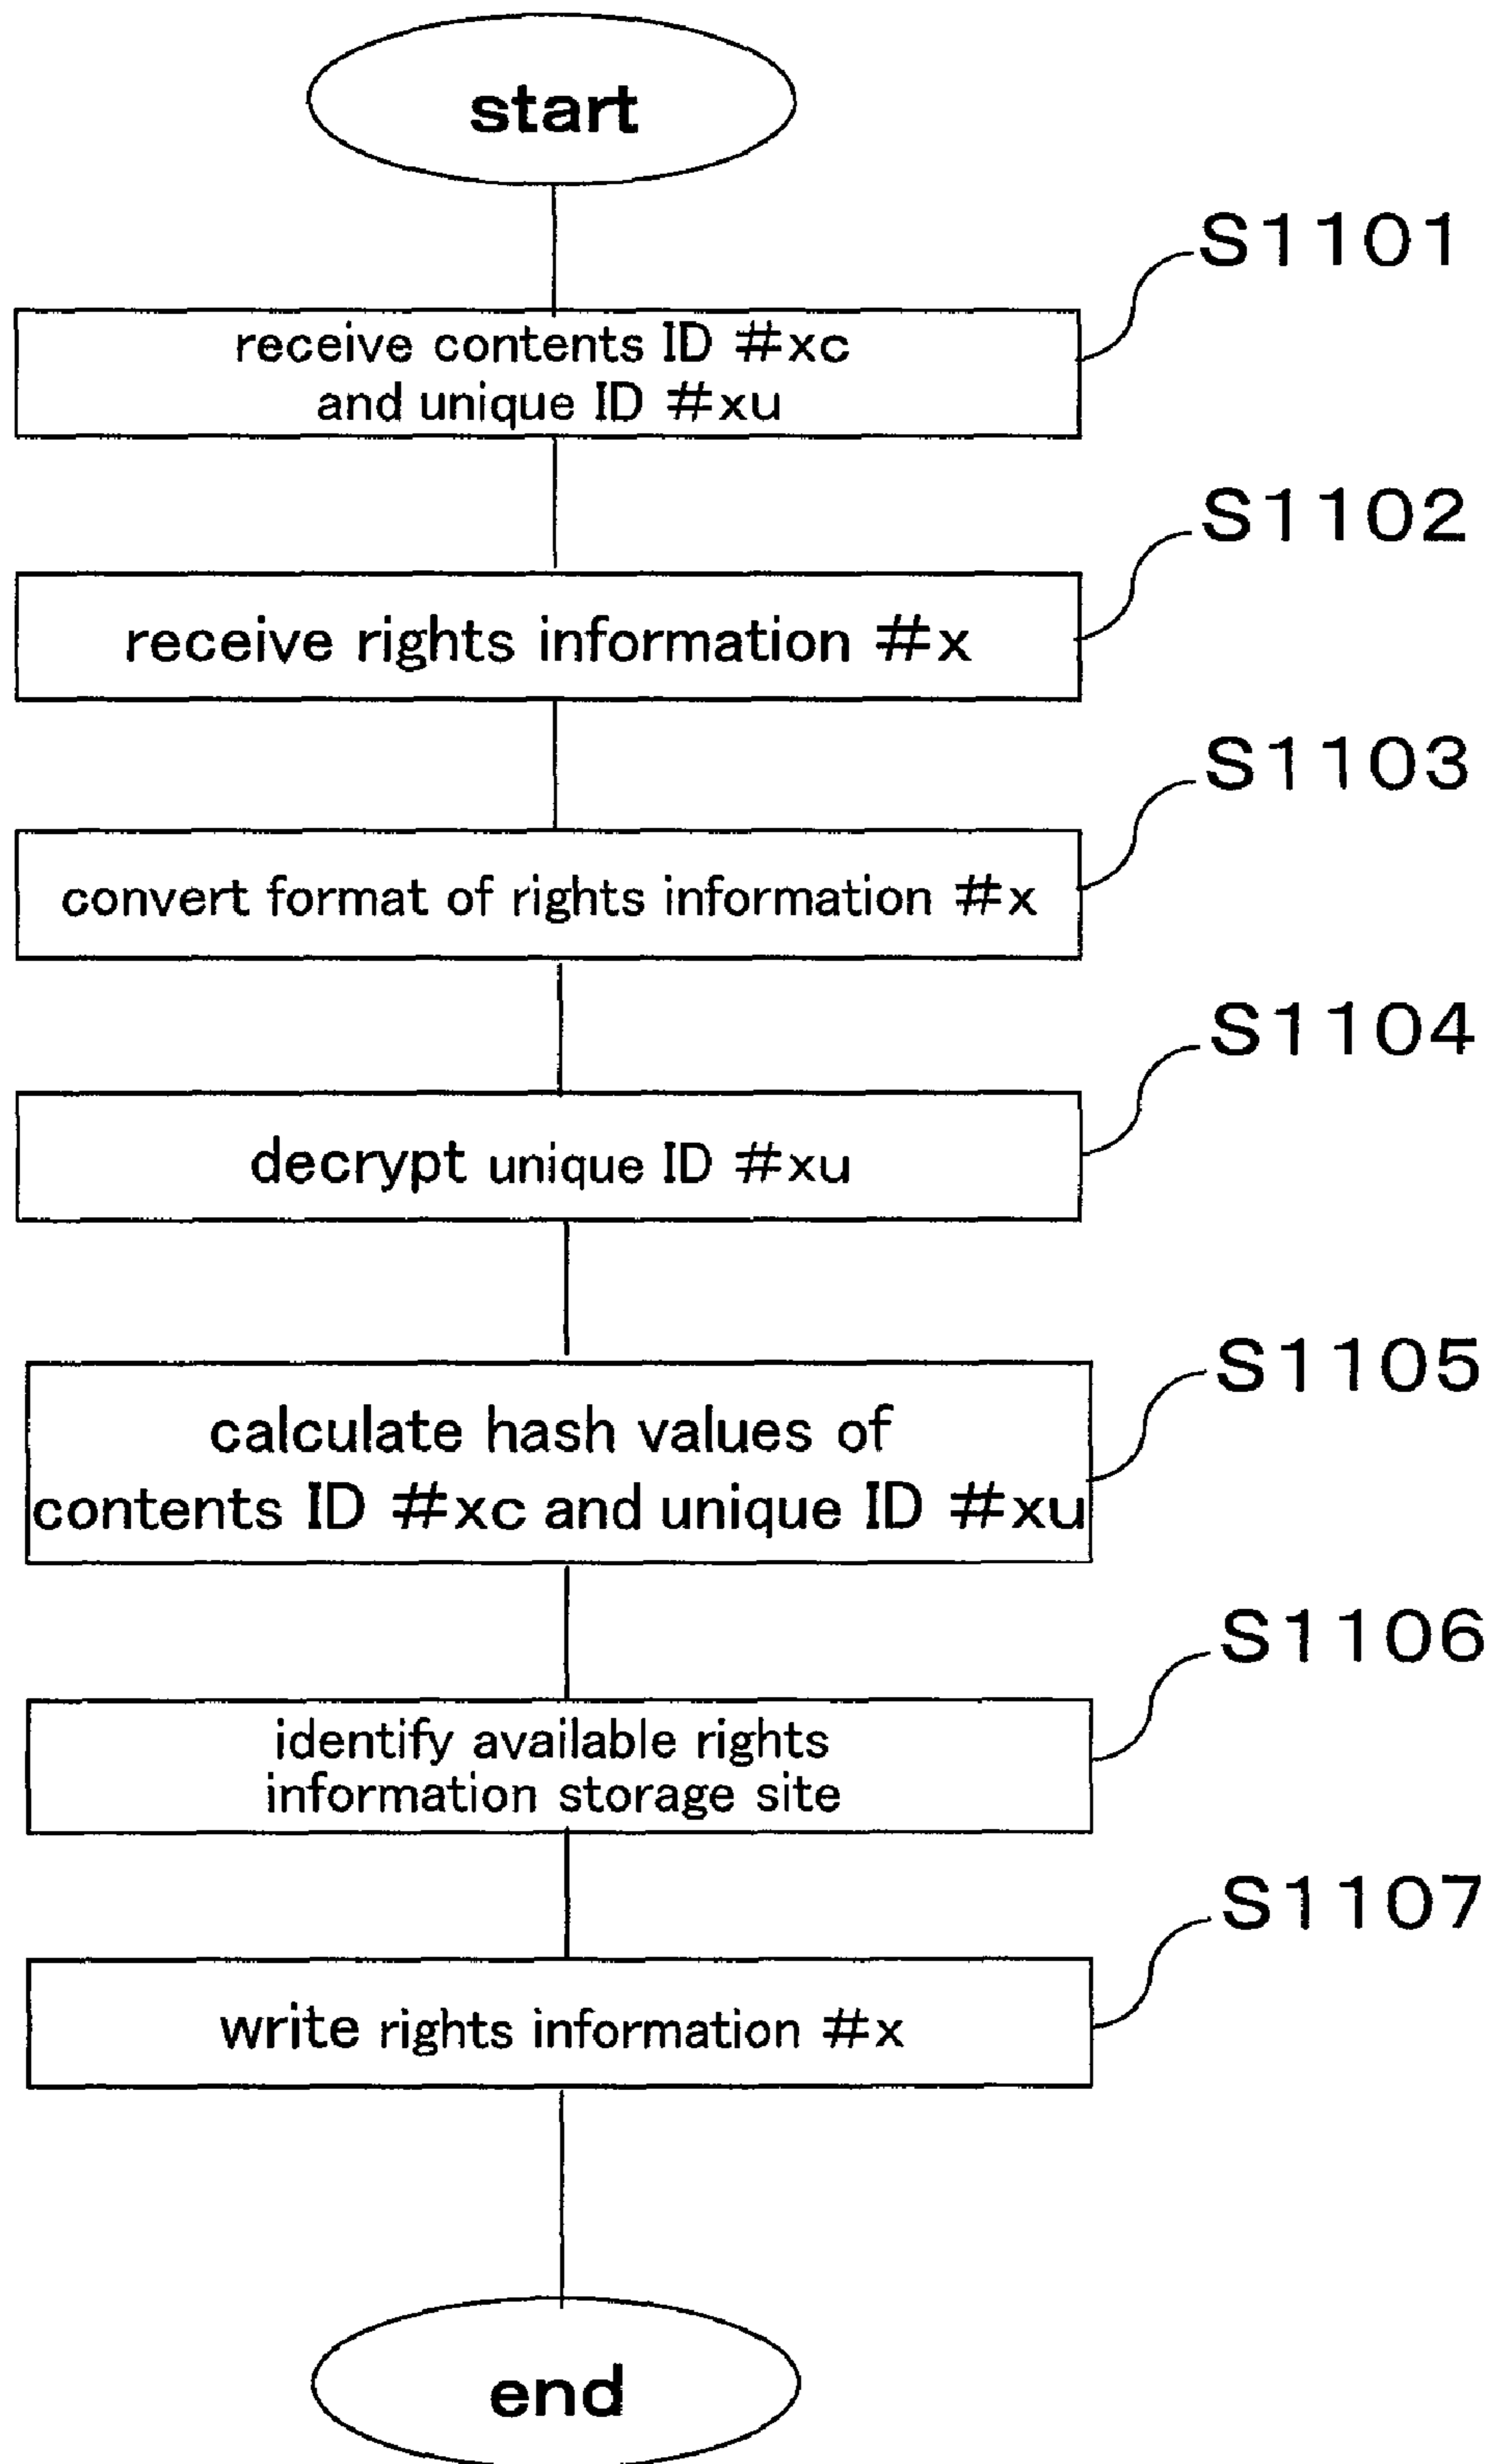 start
S1101
receive contents ID #xc
and unique ID #xu
S1102
receive rights information #x
S1103
convert format of rights information #x
S1104
decrypt unique ID #xu
S1105
calculate hash values of
contents ID #xc and unique ID #xu
S1106
identify available rights
information storage site
S1107
write rights information #x
end